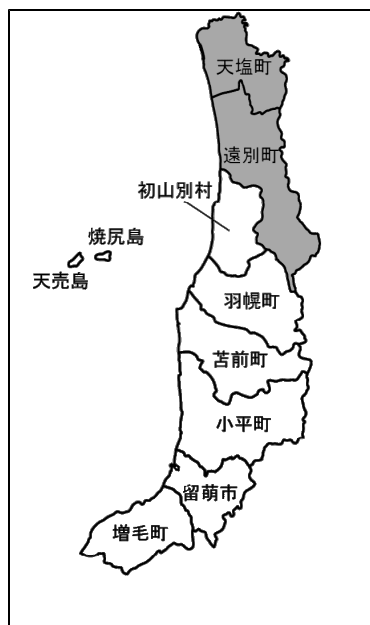 天塩町
遠別町
初山別村
焼尻島
天売島
羽幌町
苫前町
小平町
留萌市
増毛町